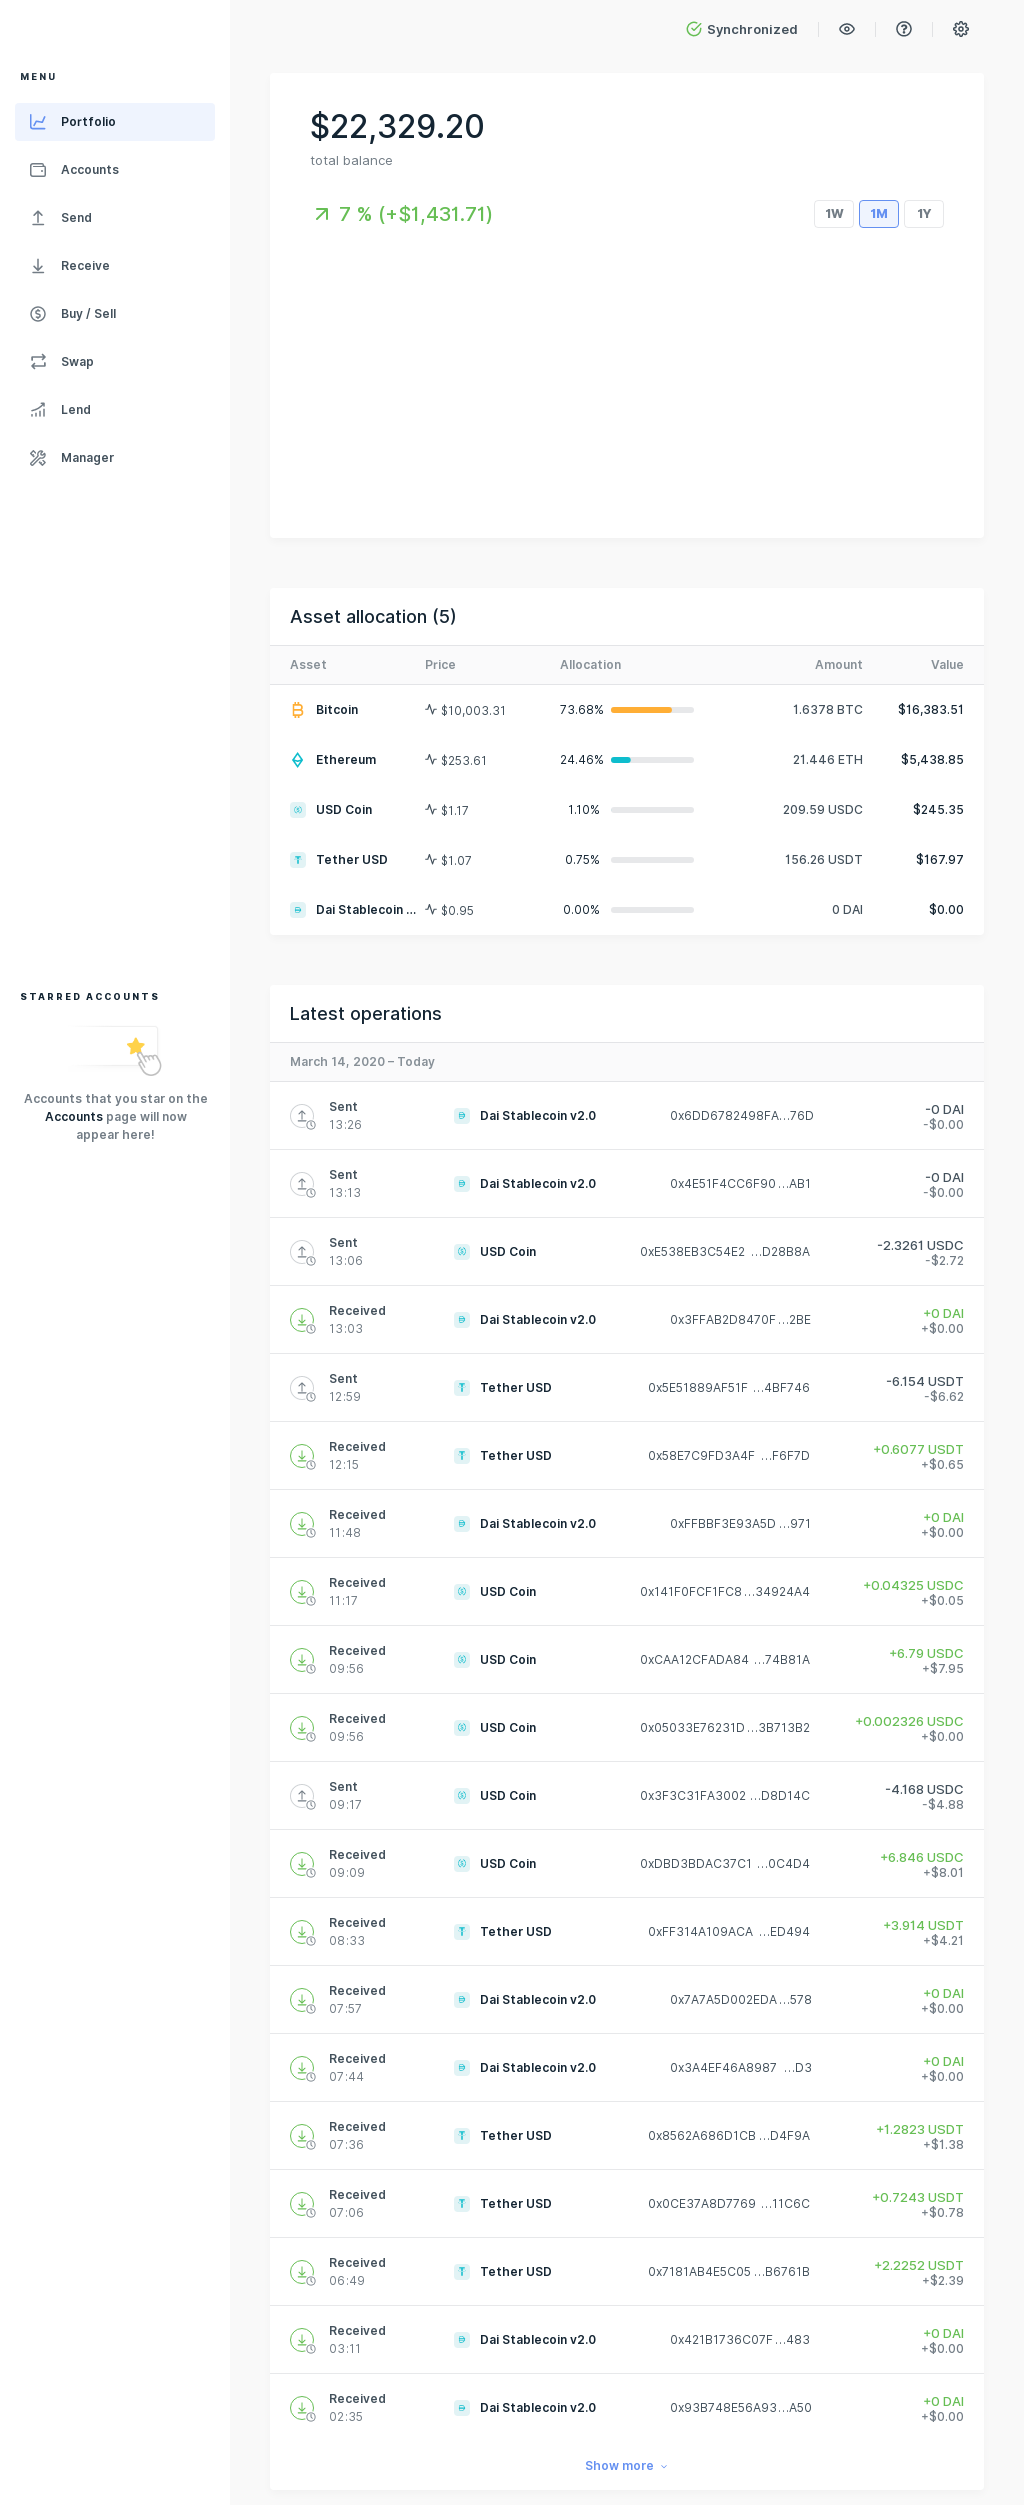 Synchronized
MENU
Portfolio
Accounts
Send
Receive
Buy / Sell
Swap
Lend
Manager
STARRED ACCOUNTS
Accounts that you star on the
Accounts page will now
appear here!
$22,329.20
total balance
7 % (+$1,431.71)
1W 1M 1Y
Asset allocation (5)
Asset Price Allocation Amount Value
Bitcoin $10,003.31 73.68% 1.6378 BTC $16,383.51
Ethereum $253.61 24.46% 21.446 ETH $5,438.85
USD Coin $1.17 1.10% 209.59 USDC $245.35
Tether USD $1.07 0.75% 156.26 USDT $167.97
Dai Stablecoin ... $0.95 0.00% 0 DAI $0.00
Latest operations
March 14, 2020 – Today
Sent Dai Stablecoin v2.0 0x6DD6782498FA...76D -0 DAI
13:26 -$0.00
Sent Dai Stablecoin v2.0 0x4E51F4CC6F90...AB1 -0 DAI
13:13 -$0.00
Sent USD Coin 0xE538EB3C54E2 ...D28B8A -2.3261 USDC
13:06 -$2.72
Received Dai Stablecoin v2.0 0x3FFAB2D8470F...2BE +0 DAI
13:03 +$0.00
Sent Tether USD 0x5E51889AF51F ...4BF746 -6.154 USDT
12:59 -$6.62
Received Tether USD 0x58E7C9FD3A4F ...F6F7D +0.6077 USDT
12:15 +$0.65
Received Dai Stablecoin v2.0 0xFFBBF3E93A5D ...971 +0 DAI
11:48 +$0.00
Received USD Coin 0x141F0FCF1FC8...34924A4 +0.04325 USDC
11:17 +$0.05
Received USD Coin 0xCAA12CFADA84 ...74B81A +6.79 USDC
09:56 +$7.95
Received USD Coin 0x05033E76231D...3B713B2 +0.002326 USDC
09:56 +$0.00
Sent USD Coin 0x3F3C31FA3002 ...D8D14C -4.168 USDC
09:17 -$4.88
Received USD Coin 0xDBD3BDAC37C1 ...0C4D4 +6.846 USDC
09:09 +$8.01
Received Tether USD 0xFF314A109ACA ...ED494 +3.914 USDT
08:33 +$4.21
Received Dai Stablecoin v2.0 0x7A7A5D002EDA...578 +0 DAI
07:57 +$0.00
Received Dai Stablecoin v2.0 0x3A4EF46A8987 ...D3 +0 DAI
07:44 +$0.00
Received Tether USD 0x8562A686D1CB ...D4F9A +1.2823 USDT
07:36 +$1.38
Received Tether USD 0x0CE37A8D7769 ...11C6C +0.7243 USDT
07:06 +$0.78
Received Tether USD 0x7181AB4E5C05 ...B6761B +2.2252 USDT
06:49 +$2.39
Received Dai Stablecoin v2.0 0x421B1736C07F...483 +0 DAI
03:11 +$0.00
Received Dai Stablecoin v2.0 0x93B748E56A93...A50 +0 DAI
02:35 +$0.00
Show more